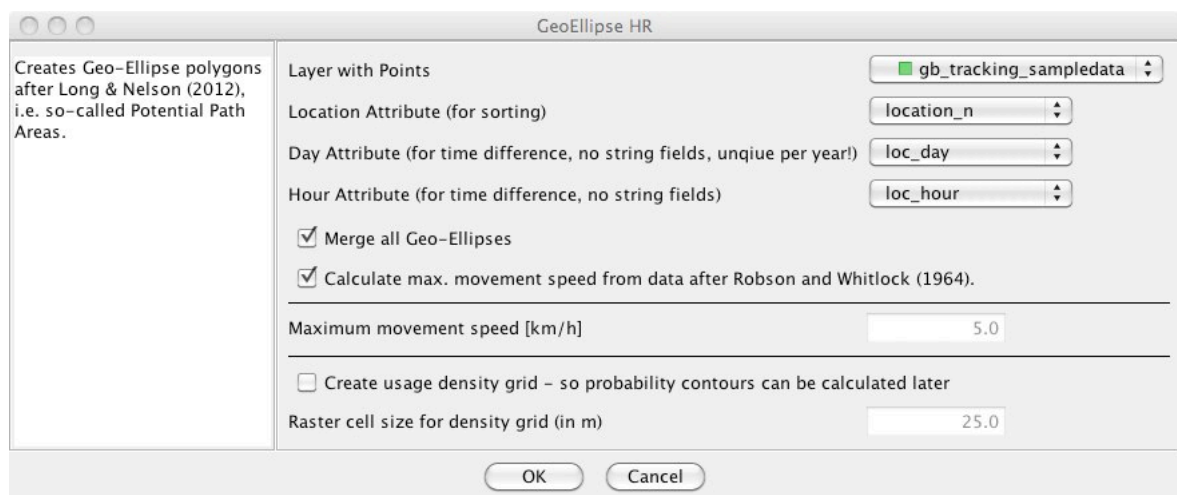 GeoEllipse HR
Creates Geo-Ellipse polygons
after Long & Nelson (2012),
i.e. so-called Potential Path
Areas.
Layer with Points
gb_tracking_sampledata
Location Attribute (for sorting)
location_n
Day Attribute (for time difference, no string fields, unqiue per year!)
loc_day
Hour Attribute (for time difference, no string fields)
loc_hour
Merge all Geo-Ellipses
Calculate max. movement speed from data after Robson and Whitlock (1964).
Maximum movement speed [km/h]
5.0
Create usage density grid - so probability contours can be calculated later
Raster cell size for density grid (in m)
25.0
OK
Cancel